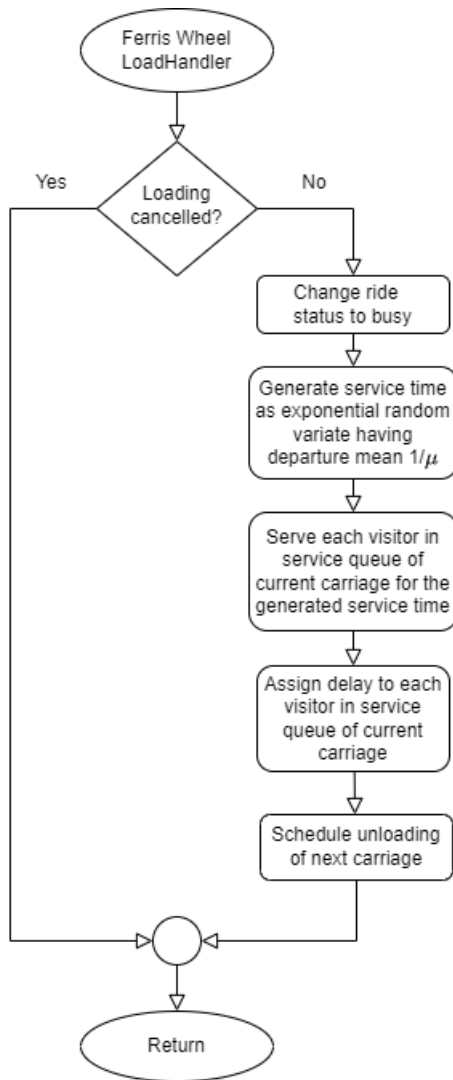 Ferris Wheel
LoadHandler
Yes
Loading
cancelled?
No
Change ride
status to busy
Generate service time
as exponential random
variate having
departure mean 1/μ
Serve each visitor in
service queue of
current carriage for the
generated service time
Assign delay to each
visitor in service
queue of current
carriage
Schedule unloading
of next carriage
Return